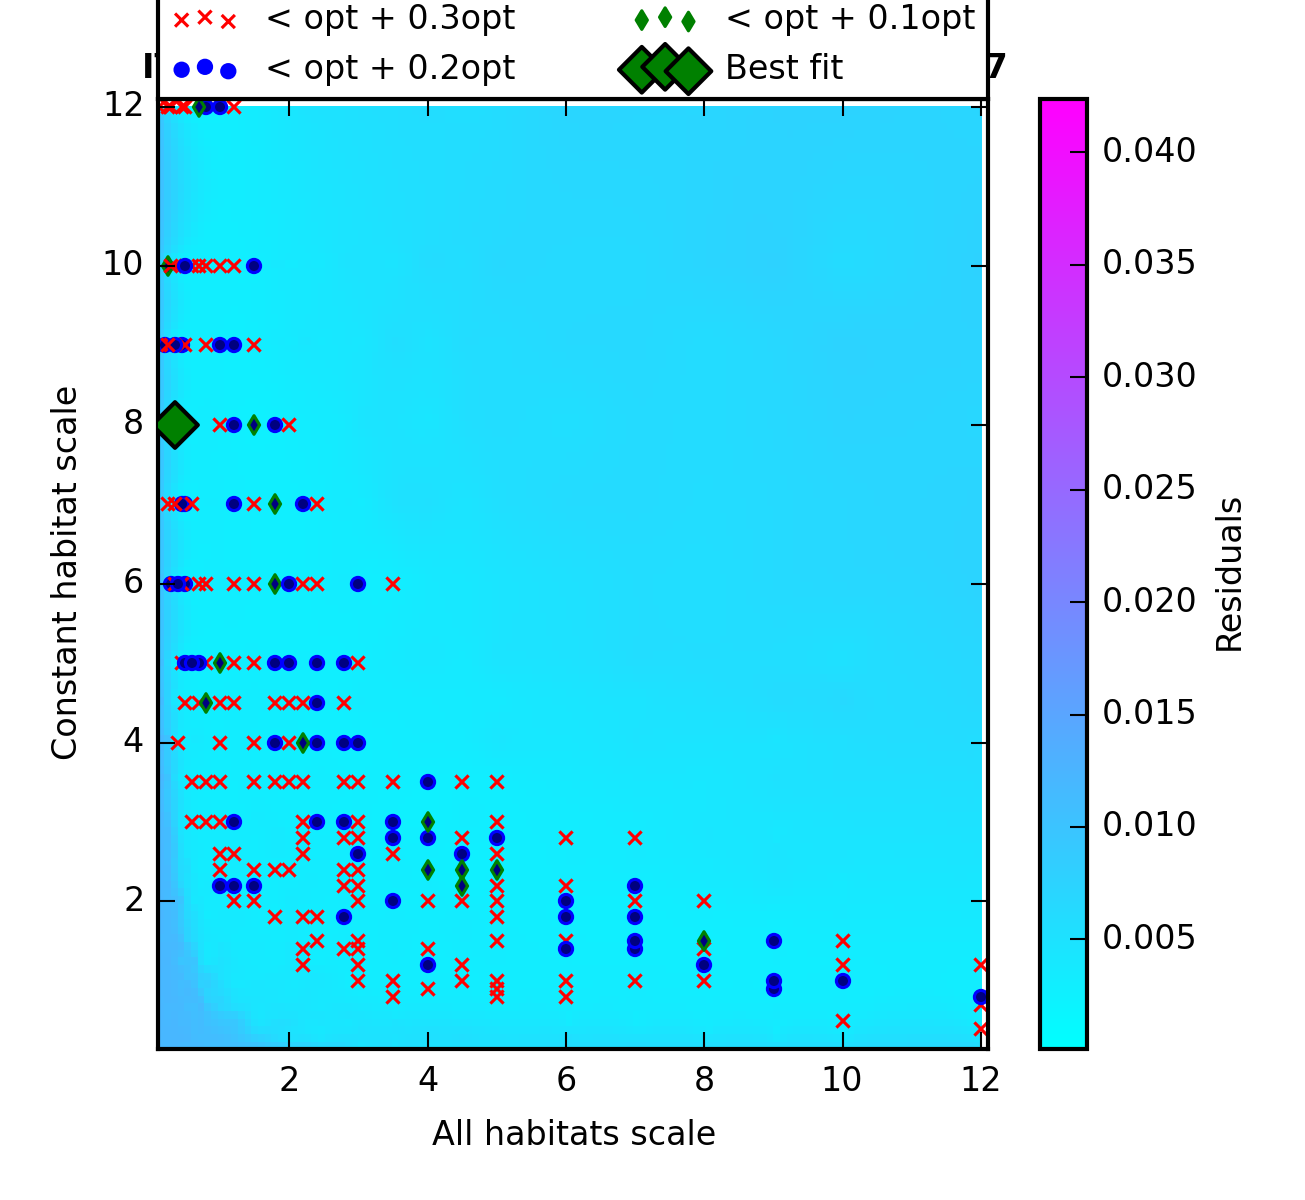 < opt + 0.3opt
< opt + 0.1opt
< opt + 0.2opt
Best fit
7
12
10
8
6
4
2
Constant habitat scale
2 4 6 8 10 12
All habitats scale
0.040
0.035
0.030
0.025
0.020
0.015
0.010
0.005
Residuals